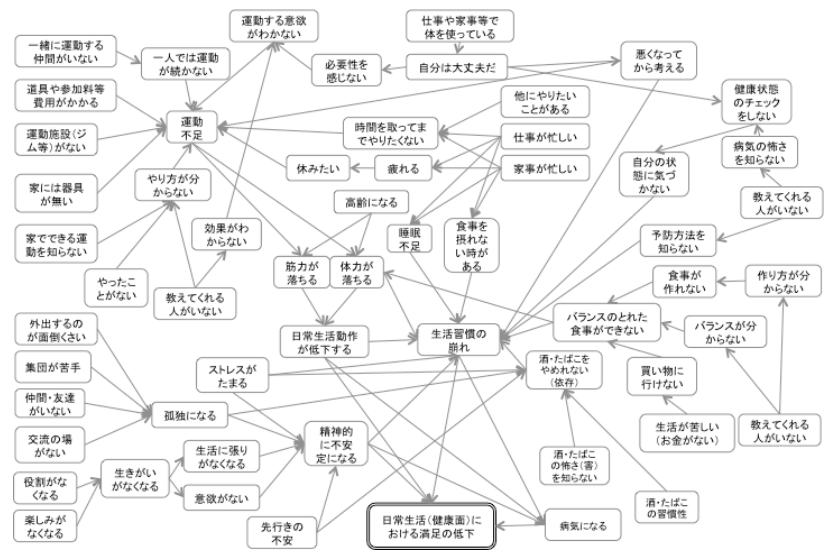 運動する意欲
がわかない
仕事や家事等で
体を使っている
一緒に運動する
仲間がいない
一人では運動
が続かない
必要性を
感じない
自分は大丈夫だ
悪くなって
から考える
道具や参加料等
費用がかかる
健康状態
のチェック
をしない
運動
不足
他にやりたい
ことがある
運動施設(ジ
ム等)がない
時間を取ってま
でやりたくない
仕事が忙しい
病気の怖さ
を知らない
休みたい
疲れる
家事が忙しい
自分の状
態に気づ
かない
家には器具
が無い
やり方が分
からない
教えてくれる
人がいない
高齢になる
効果がわ
からない
睡眠
不足
食事を
摂れな
い時が
ある
家でできる運
動を知らない
予防方法を
知らない
筋力が
落ちる
体力が
落ちる
やったこ
とがない
教えてくれる
人がいない
食事が
作れない
作り方が分
からない
外出するの
が面倒くさい
日常生活動作
が低下する
生活習慣の
崩れ
バランスのとれた
食事ができない
バランスが分
からない
集団が苦手
ストレスが
たまる
酒・たばこを
やめれない
(依存)
買い物に
行けない
仲間・友達
がいない
孤独になる
精神的
に不安
定になる
生活が苦しい
(お金がない)
教えてくれる
人がいない
交流の場
がない
生活に張り
がなくなる
酒・たばこ
の怖さ(害)
を知らない
役割がな
くなる
生きがい
がなくなる
意欲がない
酒・たばこ
の習慣性
楽しみが
なくなる
先行きの
不安
日常生活(健康面)に
おける満足の低下
病気になる